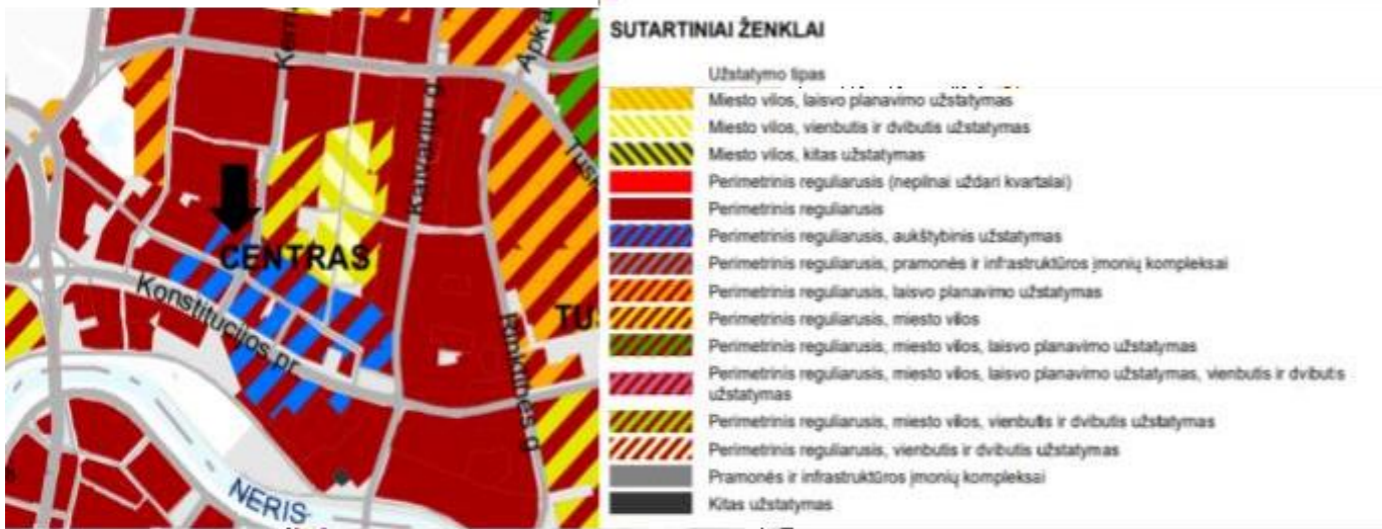 Kern
Apka
Kalvarijų g.
CENTRAS
Konstitucijos pr.
Rinktinės g.
NERIS
SUTARTINIAI ŽENKLAI
Užstatymo tipas
Miesto vilos, laisvo planavimo užstatymas
Miesto vilos, vienbutis ir dvibutis užstatymas
Miesto vilos, kitas užstatymas
Perimetrinis reguliarusis (nepilnai uždari kvartalai)
Perimetrinis reguliarusis
Perimetrinis reguliarusis, aukštybinis užstatymas
Perimetrinis reguliarusis, pramonės ir infrastruktūros įmonių kompleksai
Perimetrinis reguliarusis, laisvo planavimo užstatymas
Perimetrinis reguliarusis, miesto vilos
Perimetrinis reguliarusis, miesto vilos, laisvo planavimo užstatymas
Perimetrinis reguliarusis, miesto vilos, laisvo planavimo užstatymas, vienbutis ir dvibutis
užstatymas
Perimetrinis reguliarusis, miesto vilos, vienbutis ir dvibutis užstatymas
Perimetrinis reguliarusis, vienbutis ir dvibutis užstatymas
Pramonės ir infrastruktūros įmonių kompleksai
Kitas užstatymas